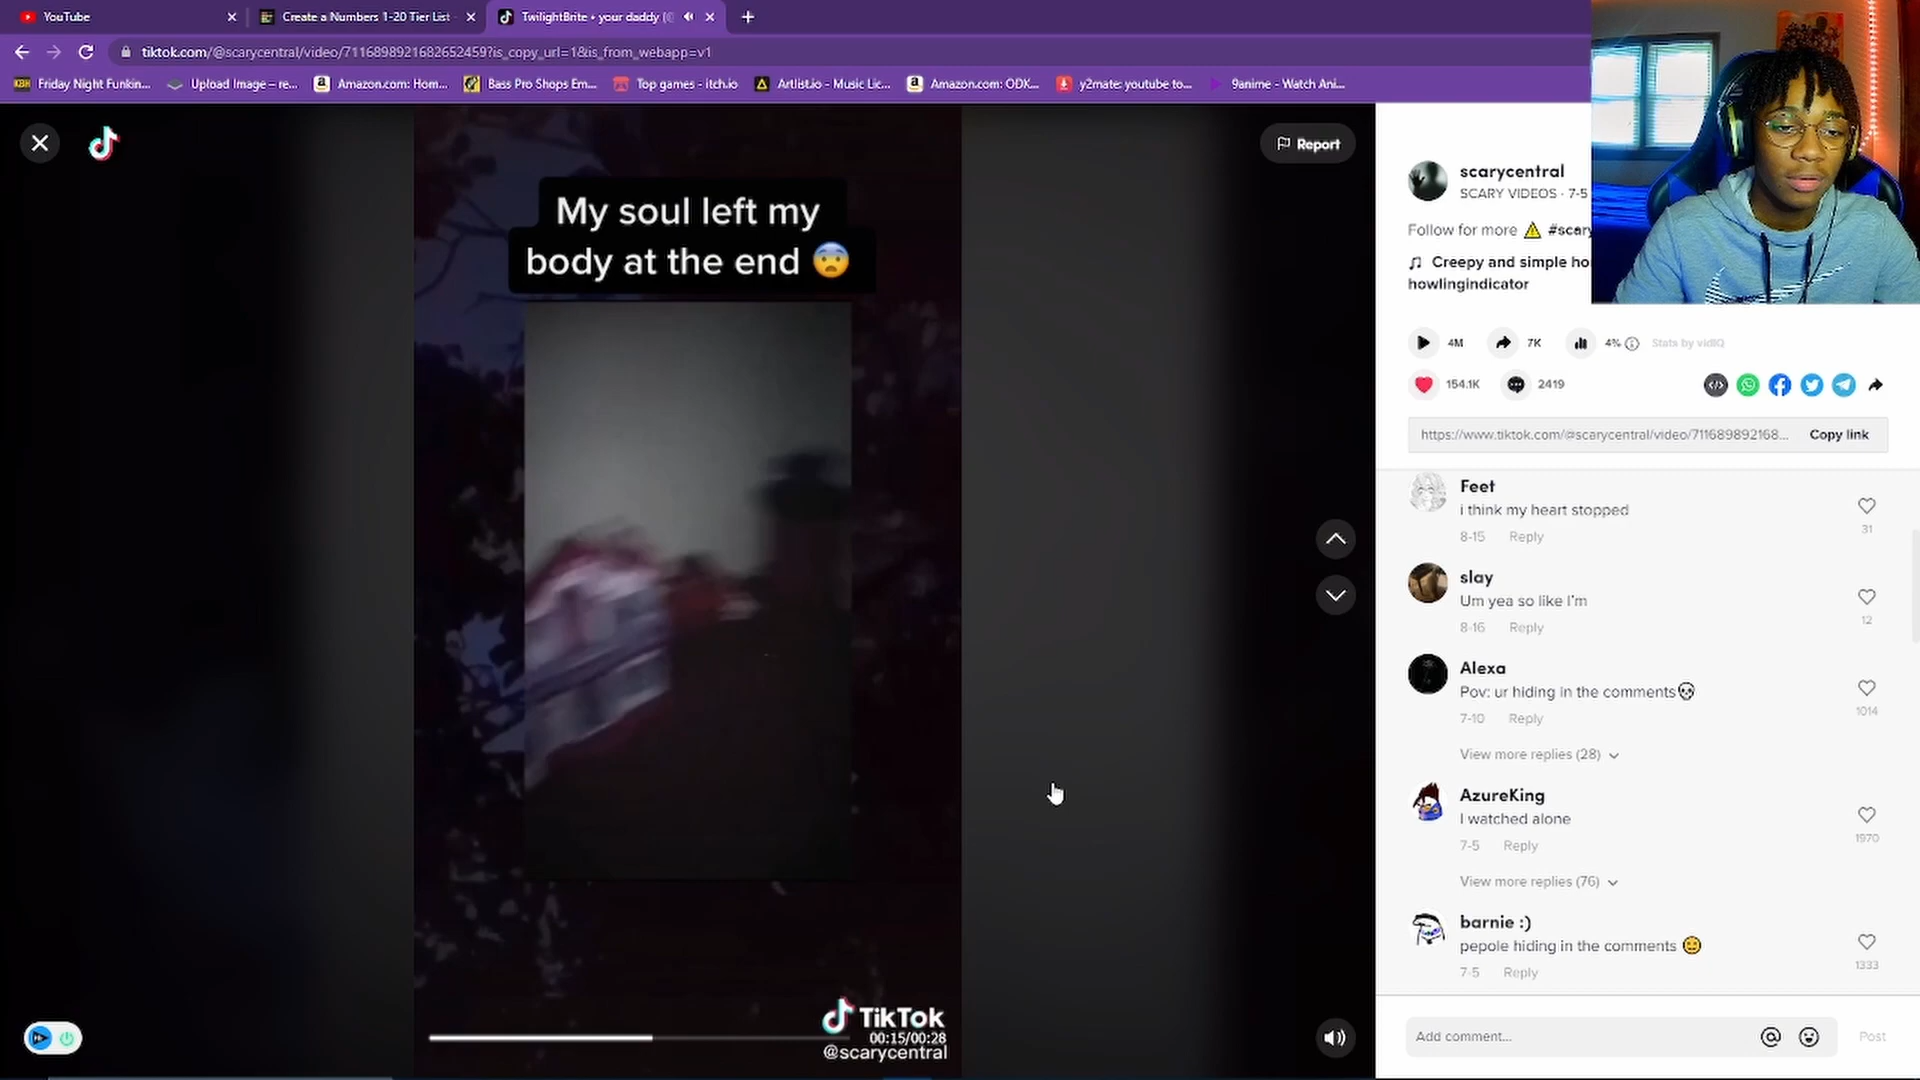 YouTube
Create a Numbers 1-20 Tier List
TwilightBrite • your daddy (
tiktok.com/@scarycentral/video/7116898921682652459?is_copy_url=1&is_from_webapp=v1
Friday Night Funkin...
Upload Image – re...
Amazon.com: Hom...
Bass Pro Shops Em...
Top games - itch.io
Artlist.io - Music Lic...
Amazon.com: ODK...
y2mate: youtube to...
9anime - Watch Ani...
Report
My soul left my
body at the end 😨
TikTok
00:15/00:28
@scarycentral
scarycentral
SCARY VIDEOS · 7-5
Follow for more ⚠️ #scary
Creepy and simple ho
howlingindicator
4M
7K
4%
Stats by vidIQ
154.1K
2419
https://www.tiktok.com/@scarycentral/video/711689892168...
Copy link
Feet
i think my heart stopped
31
8-15 Reply
slay
Um yea so like I'm
12
8-16 Reply
Alexa
Pov: ur hiding in the comments💀
1014
7-10 Reply
View more replies (28)
AzureKing
I watched alone
1970
7-5 Reply
View more replies (76)
barnie :)
pepole hiding in the comments 😊
1333
7-5 Reply
Add comment...
Post